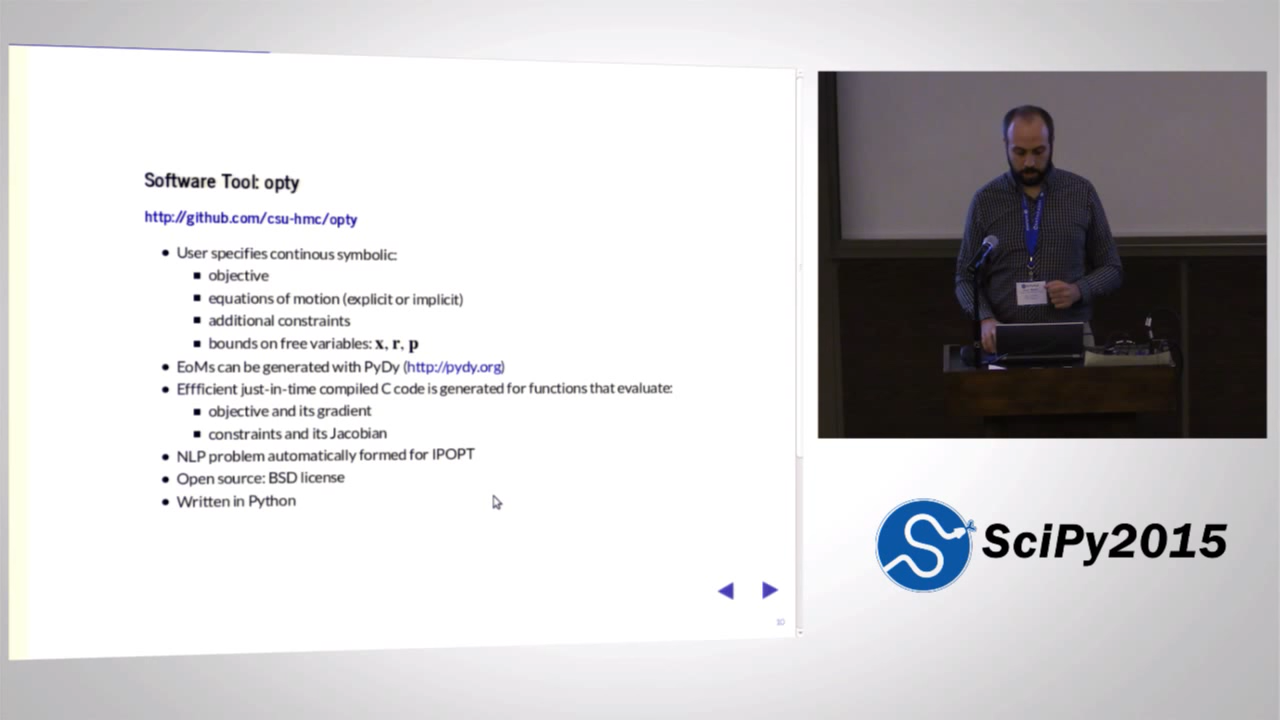 Software Tool: opty
http://github.com/csu-hmc/opty
• User specifies continous symbolic:
▪ objective
▪ equations of motion (explicit or implicit)
▪ additional constraints
▪ bounds on free variables: x, r, p
• EoMs can be generated with PyDy (http://pydy.org)
• Effficient just-in-time compiled C code is generated for functions that evaluate:
▪ objective and its gradient
▪ constraints and its Jacobian
• NLP problem automatically formed for IPOPT
• Open source: BSD license
• Written in Python
10
SciPy2015